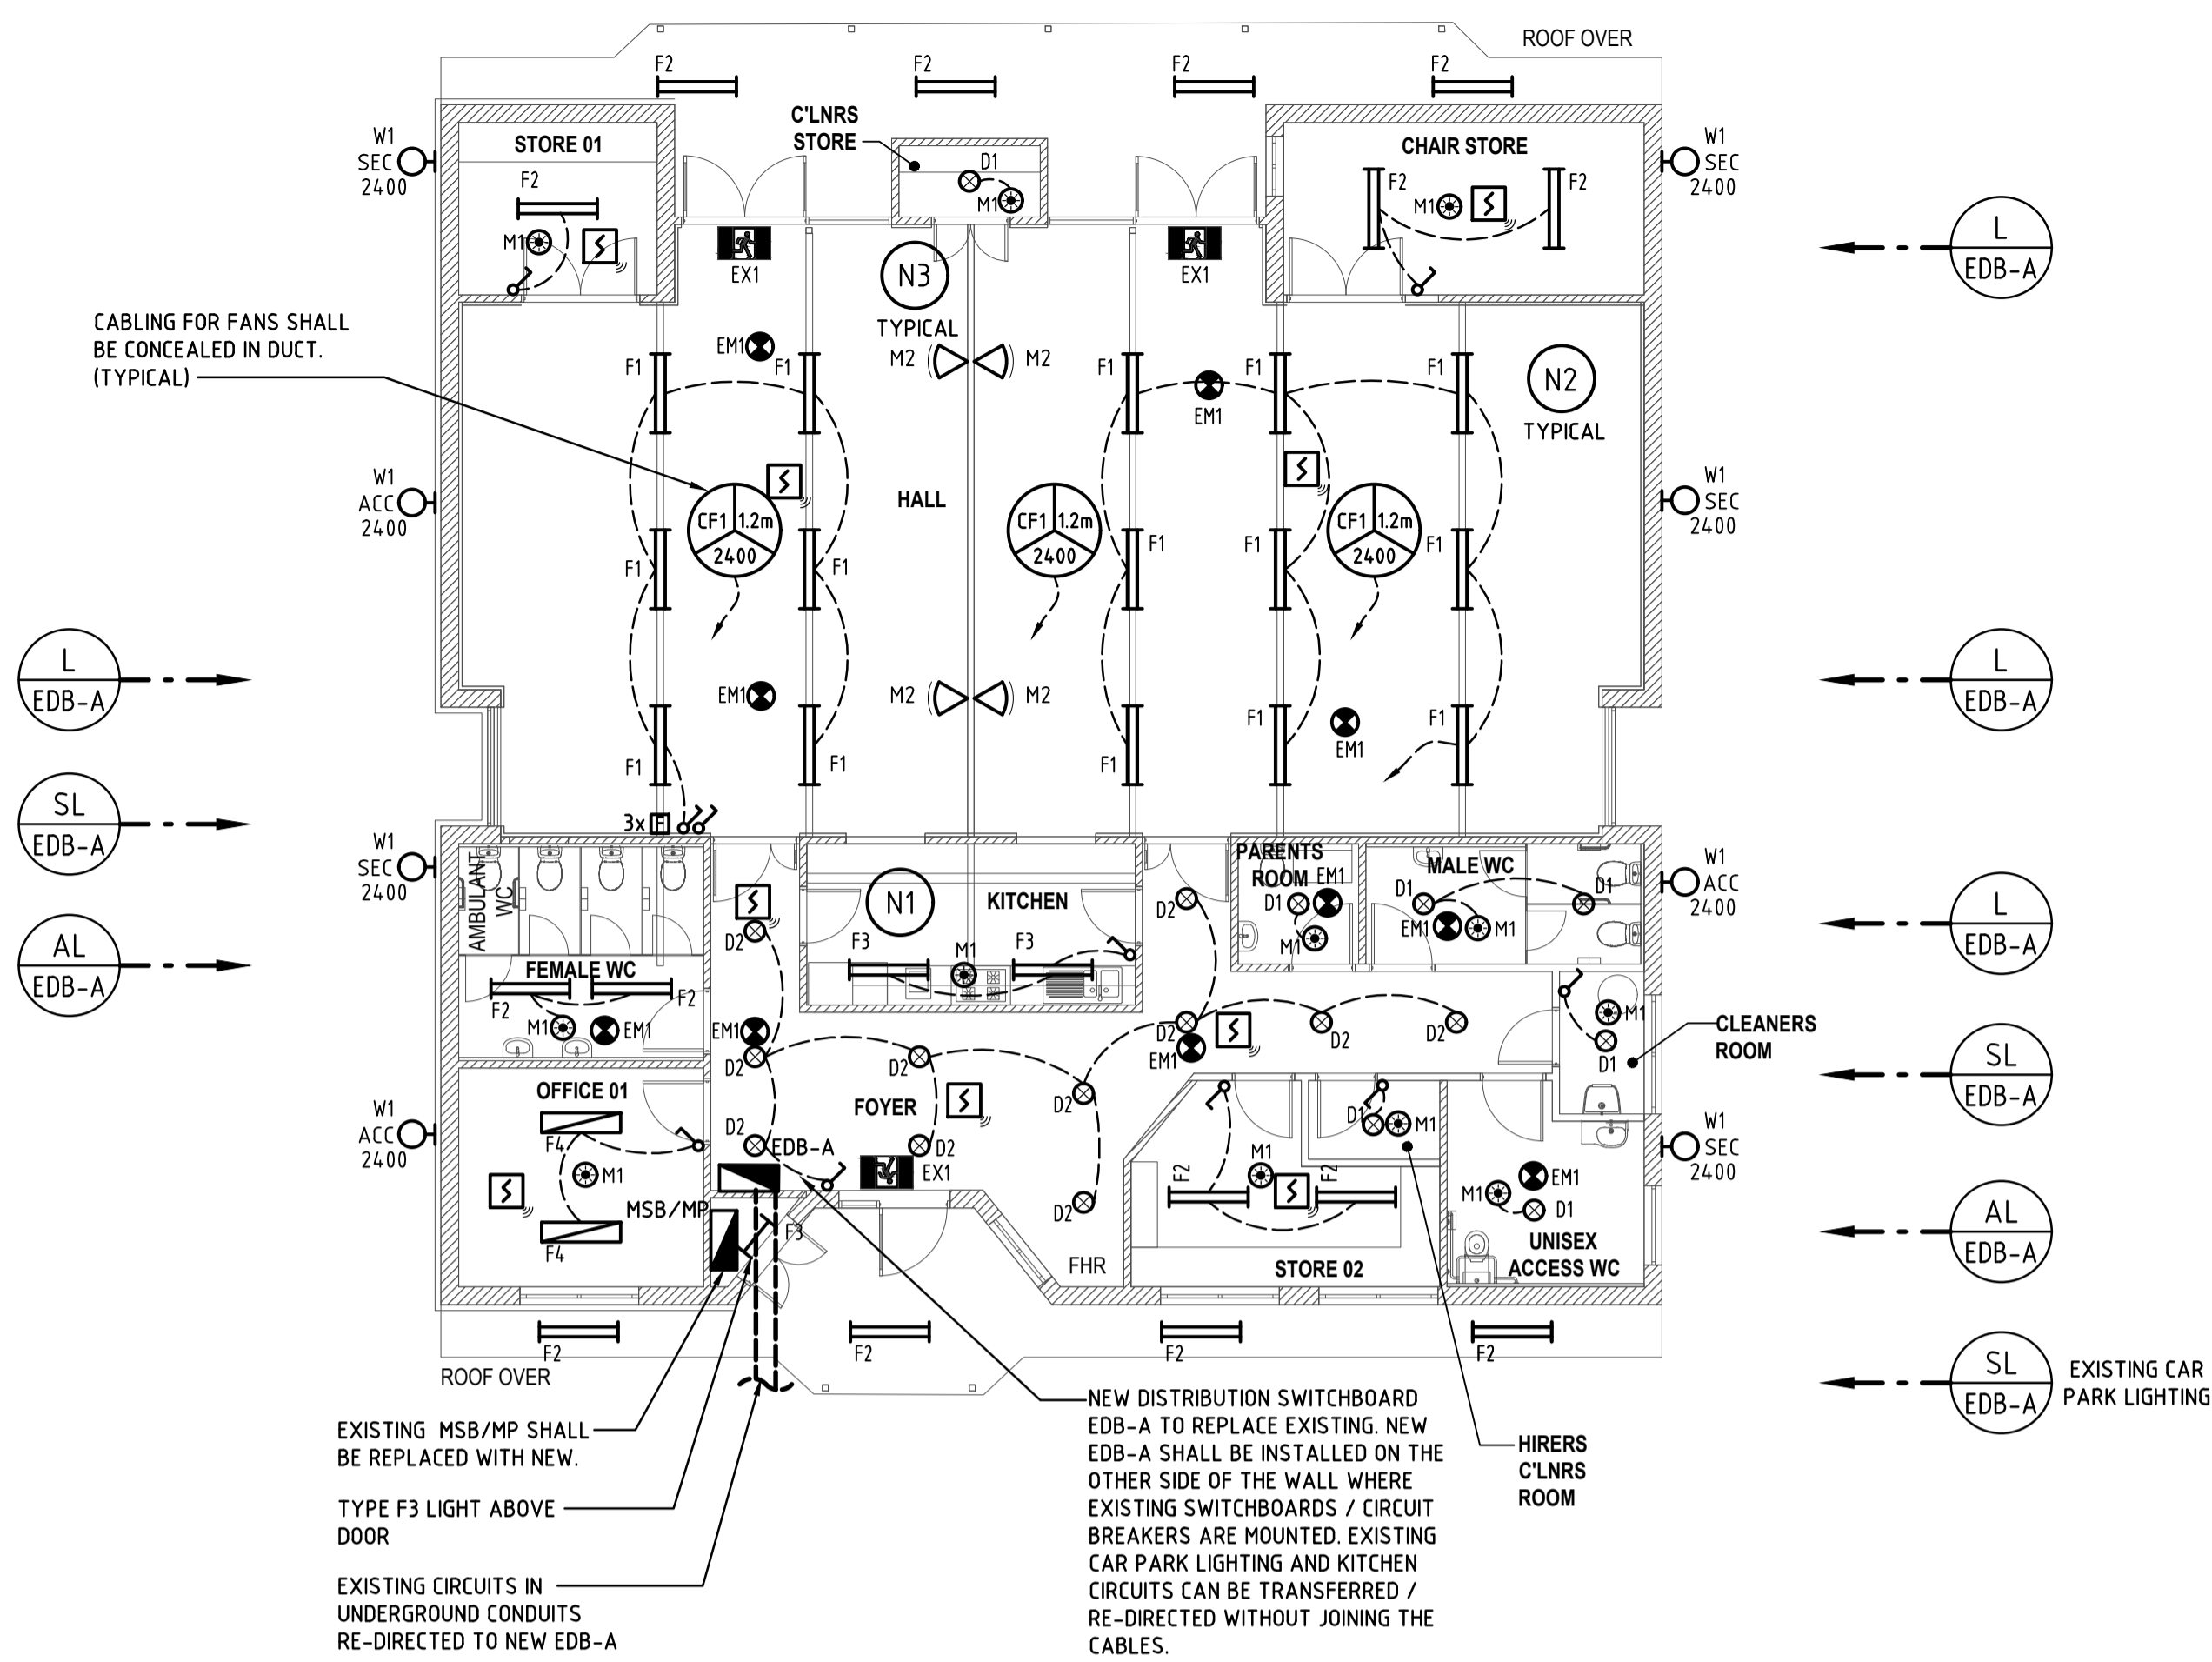 ROOF OVER
F2
F2
F2
F2
C'LNRS
STORE
W1
SEC
2400
STORE 01
F2
M1
D1
M1
CHAIR STORE
F2
M1
F2
W1
SEC
2400
L
EDB-A
EX1
N3
TYPICAL
EX1
CABLING FOR FANS SHALL
BE CONCEALED IN DUCT.
(TYPICAL)
EM1
F1
F1
M2
M2
F1
F1
EM1
F1
N2
TYPICAL
W1
ACC
2400
HALL
W1
SEC
2400
CF1
1.2m
2400
CF1
1.2m
2400
CF1
1.2m
2400
F1
F1
F1
F1
F1
L
EDB-A
EM1
M2
M2
L
EDB-A
F1
F1
F1
F1
F1
EM1
SL
EDB-A
3x F
W1
SEC
2400
AMBULANT
WC
N1
KITCHEN
PARENTS
ROOM
EM1
D1
M1
MALE WC
D1
D1
EM1
M1
W1
ACC
2400
L
EDB-A
AL
EDB-A
FEMALE WC
F2
F2
M1
EM1
D2
F3
M1
F3
D2
EM1
D2
D2
D2
EM1
D2
D2
M1
D1
CLEANERS
ROOM
SL
EDB-A
OFFICE 01
F4
M1
F4
W1
ACC
2400
FOYER
D2
D2
EDB-A
D2
EX1
D2
D1
M1
W1
SEC
2400
MSB/MP
F3
M1
F2
F2
EM1
M1
D1
UNISEX
ACCESS WC
AL
EDB-A
FHR
STORE 02
F2
F2
F2
F2
ROOF OVER
SL
EDB-A
EXISTING CAR
PARK LIGHTING
EXISTING MSB/MP SHALL
BE REPLACED WITH NEW.
TYPE F3 LIGHT ABOVE
DOOR
EXISTING CIRCUITS IN
UNDERGROUND CONDUITS
RE-DIRECTED TO NEW EDB-A
NEW DISTRIBUTION SWITCHBOARD
EDB-A TO REPLACE EXISTING. NEW
EDB-A SHALL BE INSTALLED ON THE
OTHER SIDE OF THE WALL WHERE
EXISTING SWITCHBOARDS / CIRCUIT
BREAKERS ARE MOUNTED. EXISTING
CAR PARK LIGHTING AND KITCHEN
CIRCUITS CAN BE TRANSFERRED /
RE-DIRECTED WITHOUT JOINING THE
CABLES.
HIRERS
C'LNRS
ROOM